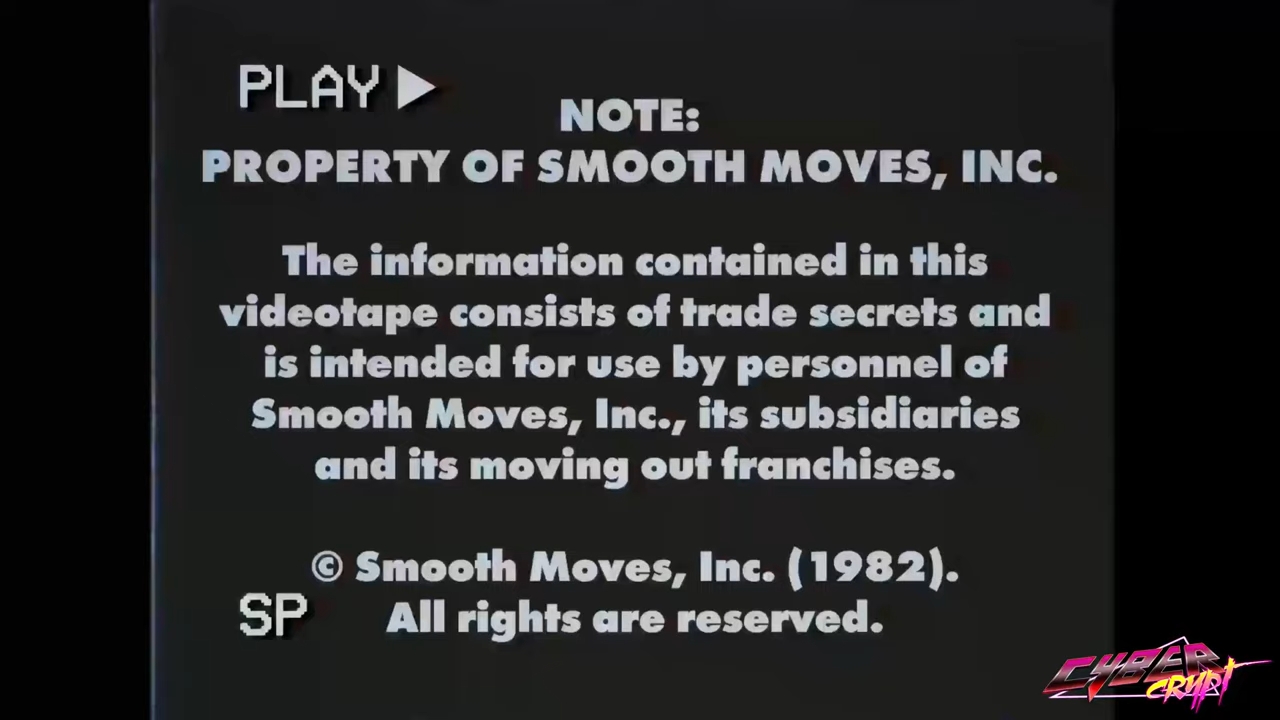 PLAY
NOTE:
PROPERTY OF SMOOTH MOVES, INC.
The information contained in this
videotape consists of trade secrets and
is intended for use by personnel of
Smooth Moves, Inc., its subsidiaries
and its moving out franchises.
© Smooth Moves, Inc. (1982).
SP
All rights are reserved.
CYBER
CRYPT